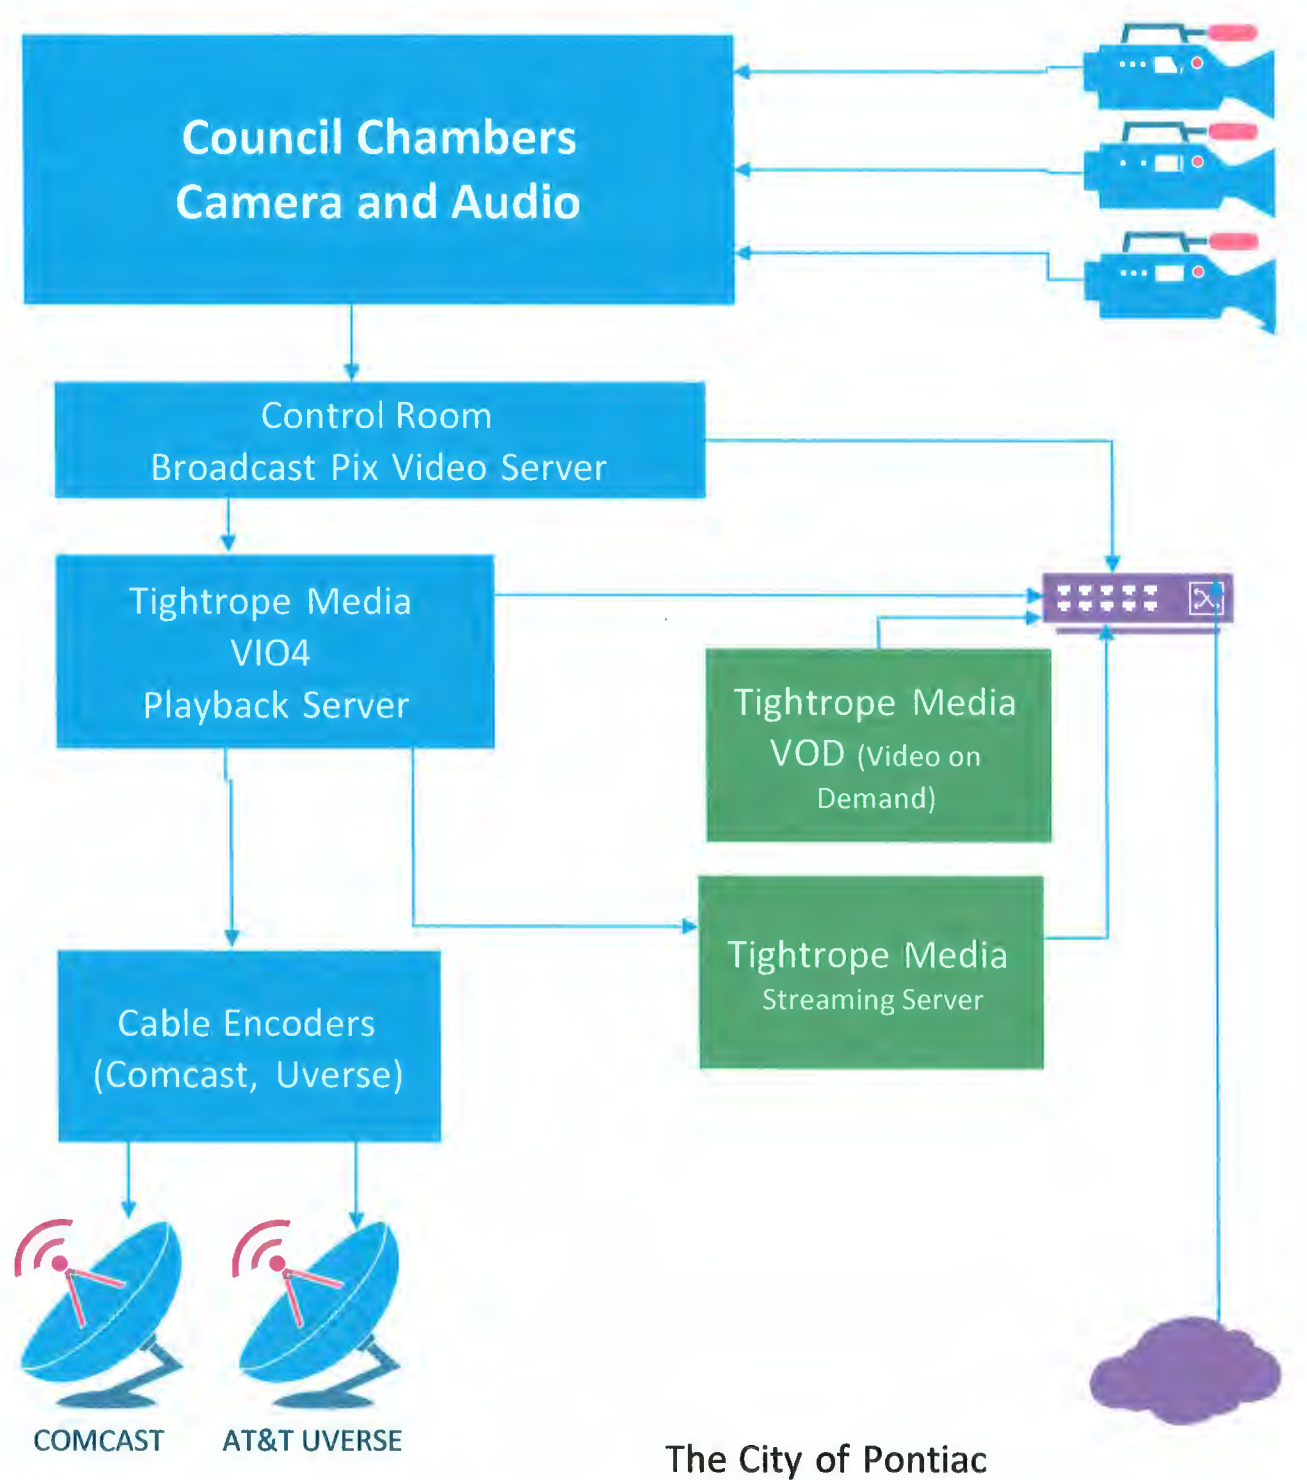 Council Chambers
Camera and Audio
Control Room
Broadcast Pix Video Server
Tightrope Media
VIO4
Playback Server
Tightrope Media
VOD (Video on
Demand)
Tightrope Media
Streaming Server
Cable Encoders
(Comcast, Uverse)
COMCAST
AT&T UVERSE
The City of Pontiac